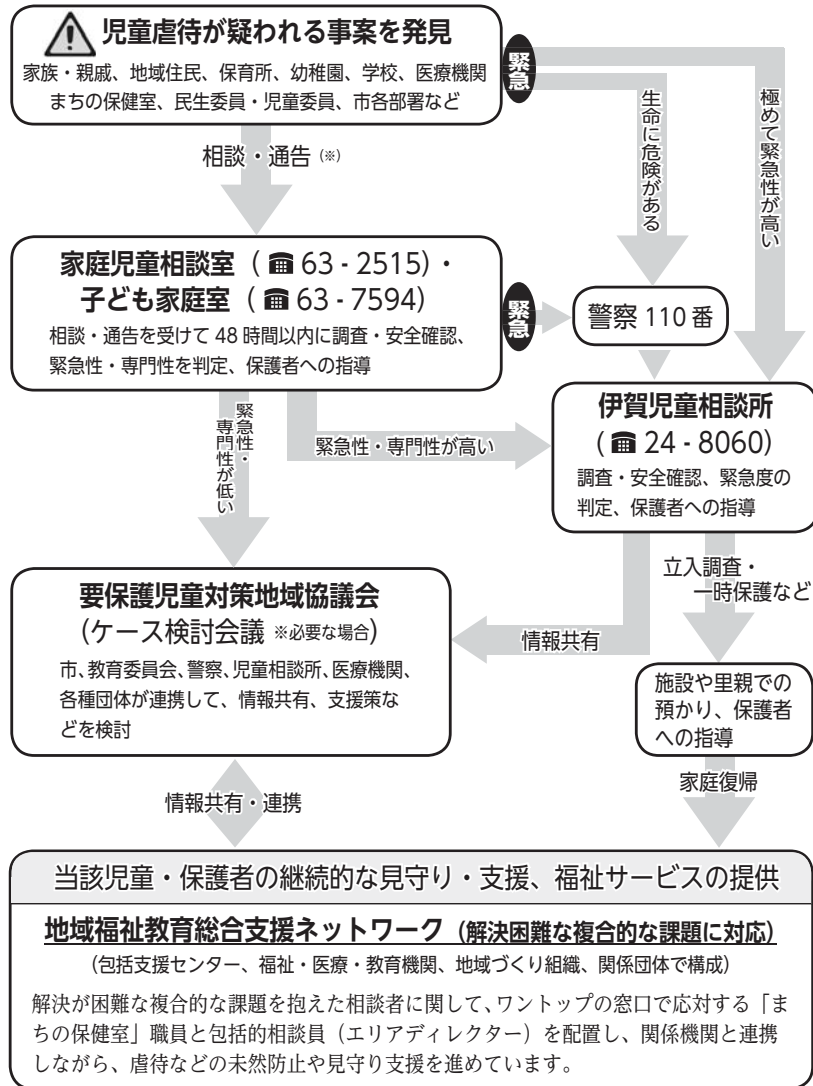 児童虐待が疑われる事案を発見
家族・親戚、地域住民、保育所、幼稚園、学校、医療機関
まちの保健室、民生委員・児童委員、市各部署など
緊急
生命に危険がある
極めて緊急性が高い
相談・通告 (※)
家庭児童相談室(☎63-2515)・
子ども家庭室(☎63-7594)
相談・通告を受けて 48 時間以内に調査・安全確認、
緊急性・専門性を判定、保護者への指導
緊急
警察 110 番
伊賀児童相談所
(☎24-8060)
調査・安全確認、緊急度の
判定、保護者への指導
緊急性・
専門性が低い
緊急性・専門性が高い
立入調査・
一時保護など
要保護児童対策地域協議会
(ケース検討会議 ※必要な場合)
市、教育委員会、警察、児童相談所、医療機関、
各種団体が連携して、情報共有、支援策な
どを検討
情報共有
施設や里親での
預かり、保護者
への指導
情報共有・連携
家庭復帰
当該児童・保護者の継続的な見守り・支援、福祉サービスの提供
地域福祉教育総合支援ネットワーク(解決困難な複合的な課題に対応)
(包括支援センター、福祉・医療・教育機関、地域づくり組織、関係団体で構成)
解決が困難な複合的な課題を抱えた相談者に関して、ワントップの窓口で応対する「ま
ちの保健室」職員と包括的相談員(エリアディレクター)を配置し、関係機関と連携
しながら、虐待などの未然防止や見守り支援を進めています。